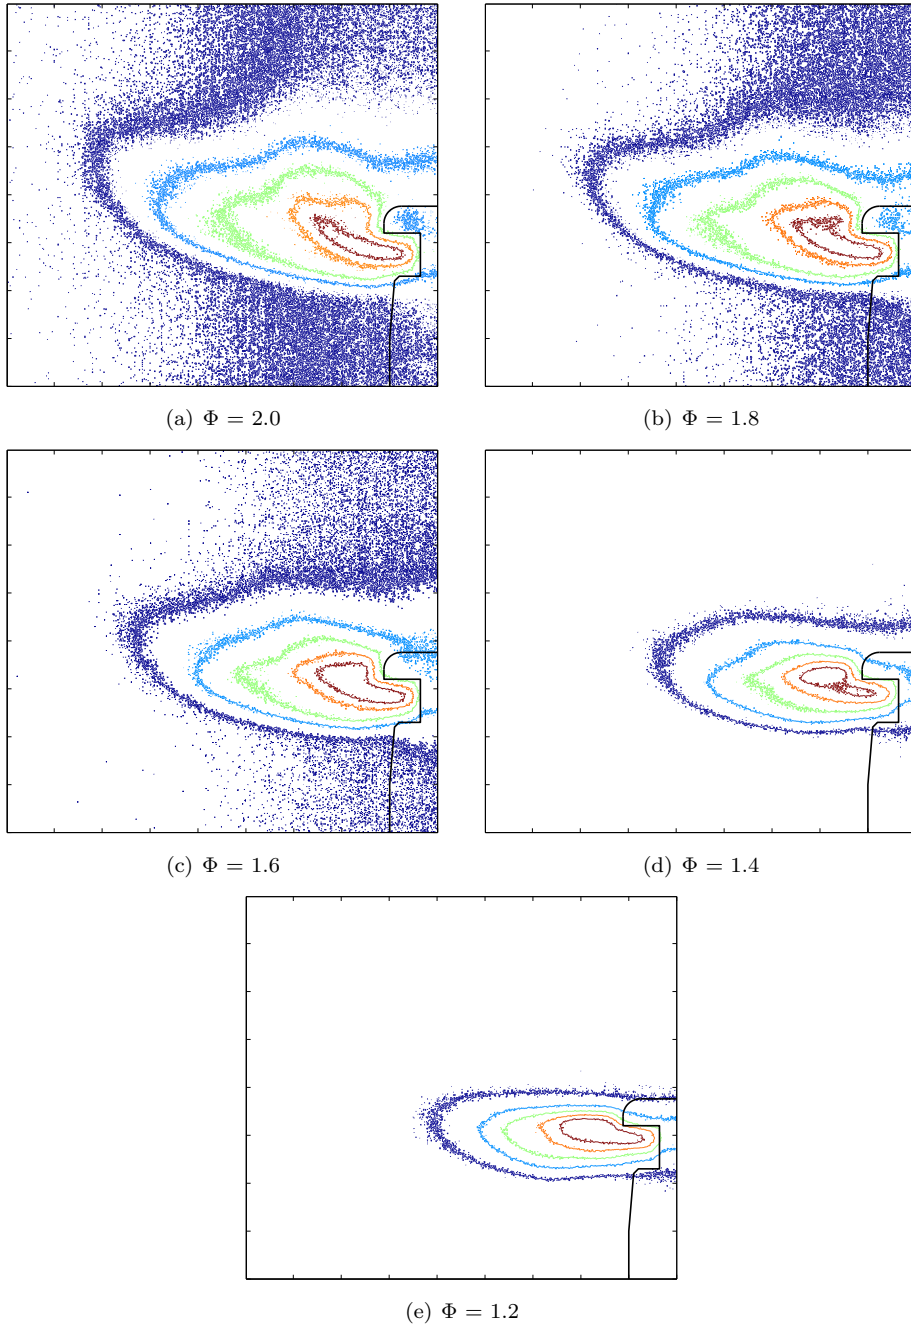 (a) Φ = 2.0
(b) Φ = 1.8
(c) Φ = 1.6
(d) Φ = 1.4
(e) Φ = 1.2